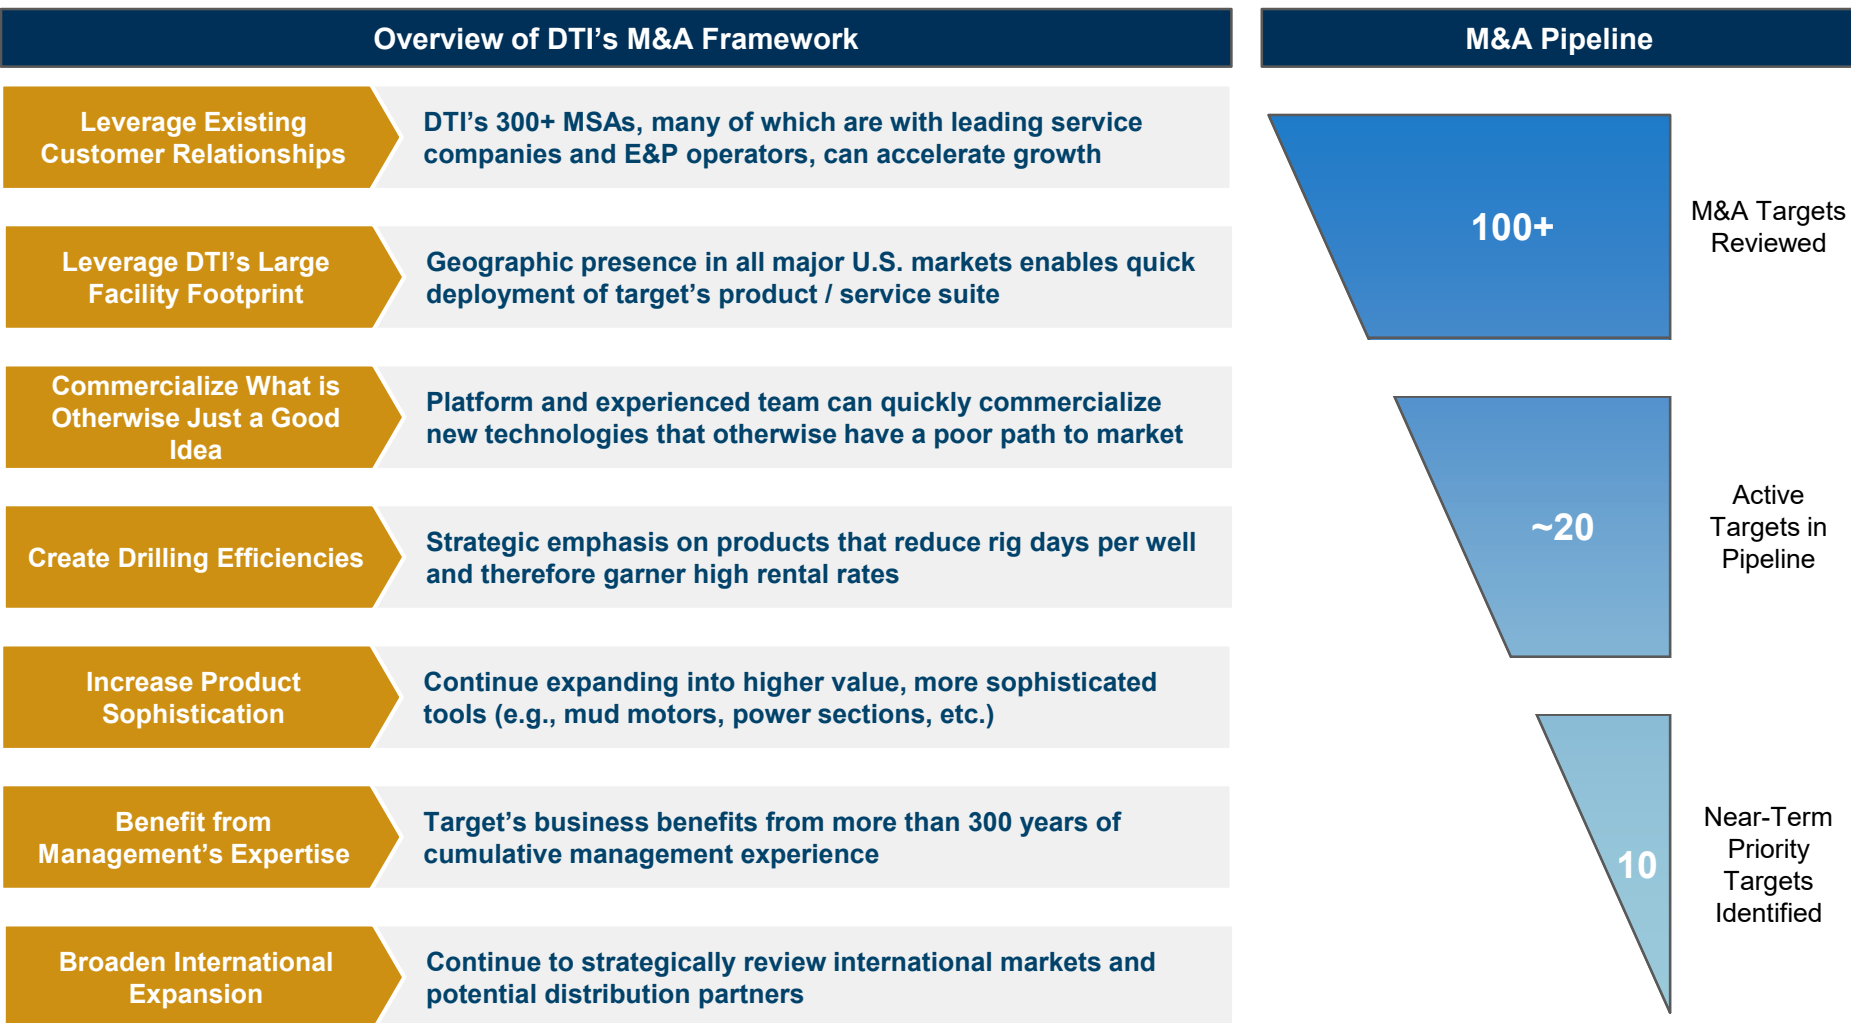 Overview of DTI's M&A Framework
Leverage Existing
Customer Relationships
DTI's 300+ MSAs, many of which are with leading service
companies and E&P operators, can accelerate growth
Leverage DTI's Large
Facility Footprint
Geographic presence in all major U.S. markets enables quick
deployment of target's product / service suite
Commercialize What is
Otherwise Just a Good
Idea
Platform and experienced team can quickly commercialize
new technologies that otherwise have a poor path to market
Create Drilling Efficiencies
Strategic emphasis on products that reduce rig days per well
and therefore garner high rental rates
Increase Product
Sophistication
Continue expanding into higher value, more sophisticated
tools (e.g., mud motors, power sections, etc.)
Benefit from
Management's Expertise
Target's business benefits from more than 300 years of
cumulative management experience
Broaden International
Expansion
Continue to strategically review international markets and
potential distribution partners
M&A Pipeline
100+
M&A Targets
Reviewed
~20
Active
Targets in
Pipeline
10
Near-Term
Priority
Targets
Identified